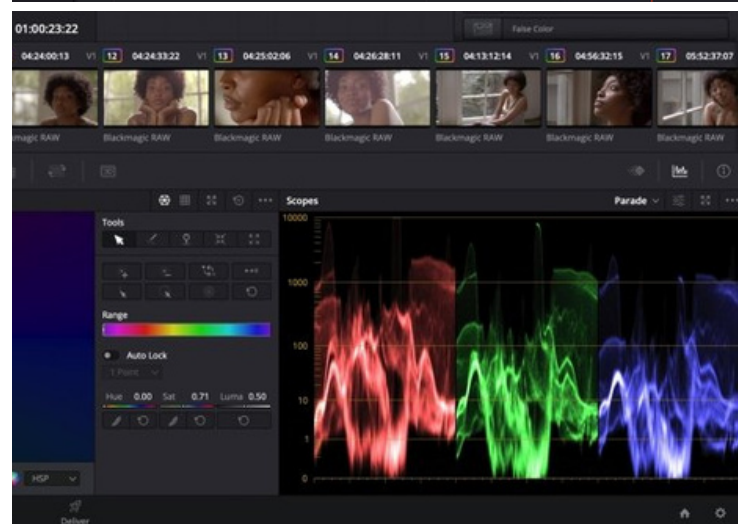 01:00:23:22
False Color
04:24:00:13 V1 12 04:24:33:22 V1 13 04:25:02:06 V1 14 04:26:28:11 V1 15 04:13:12:14 V1 16 04:56:32:15 V1 17 05:52:37:07
magic RAW Blackmagic RAW Blackmagic RAW Blackmagic RAW Blackmagic RAW Blackmagic RAW Blackmagic RAW
Scopes Parade
Tools
10000
1000
Range
100
Auto Lock
1 Point
Hue 0.00 Sat 0.71 Luma 0.50
10
1
HSP
0
Deliver